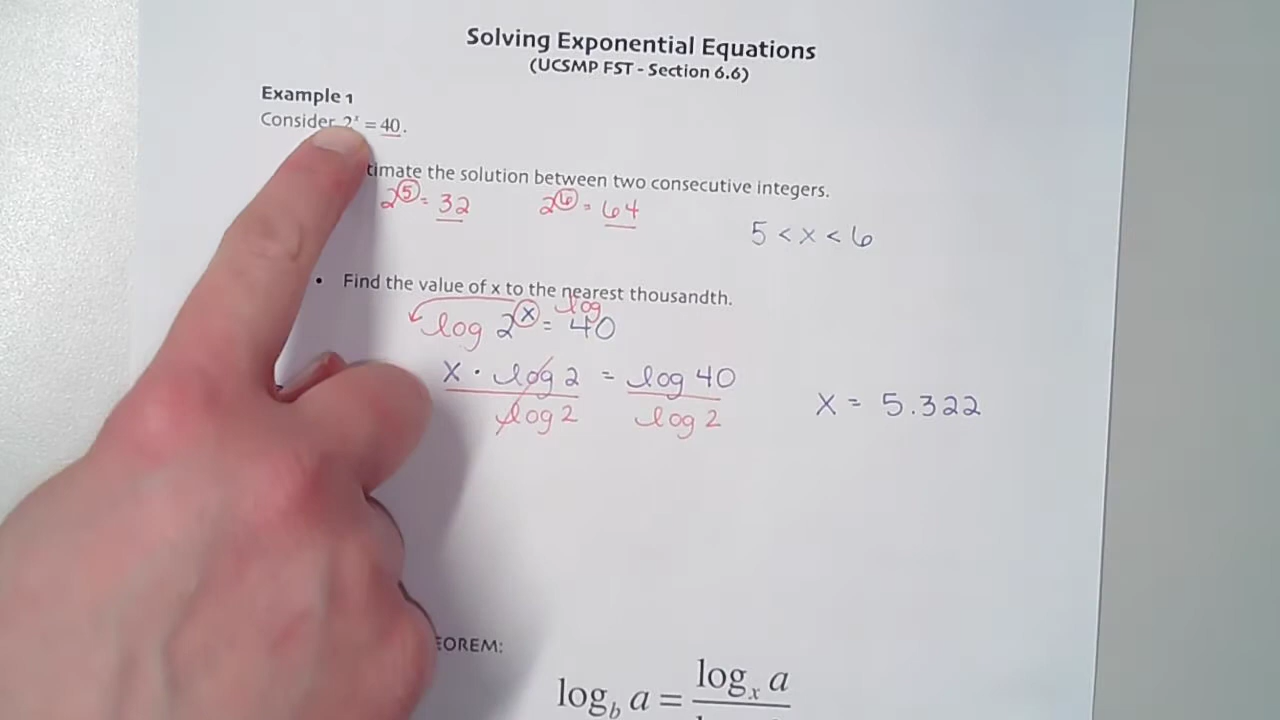 Solving Exponential Equations
(UCSMP FST - Section 6.6)
Example 1
Consider 2ˣ = 40.
timate the solution between two consecutive integers.
2⁵ = 32 2⁶ = 64 5 < x < 6
• Find the value of x to the nearest thousandth.
log 2ˣ = log 40
x · log 2 = log 40
log 2 log 2
x = 5.322
EOREM:
log_b a = log_x a